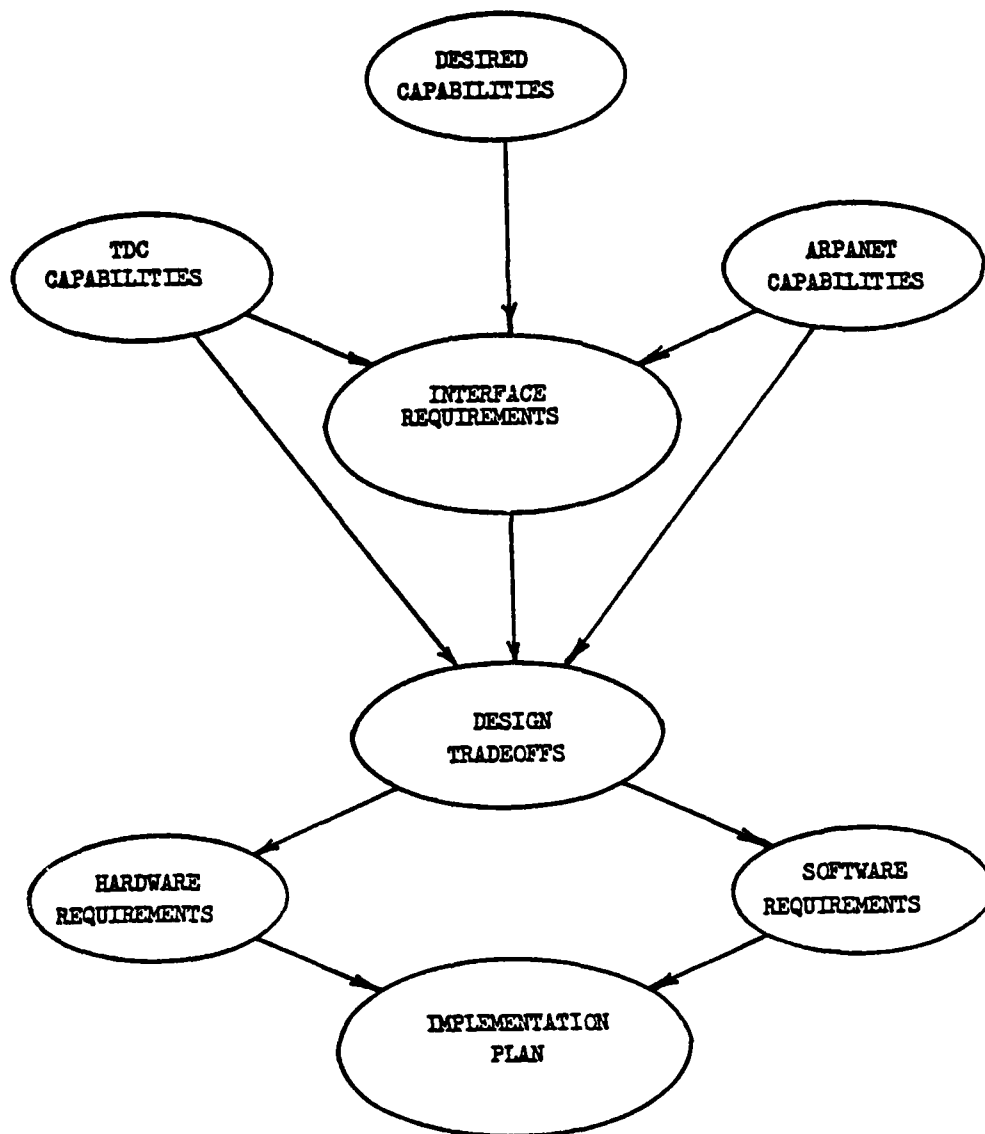 DESIRED
CAPABILITIES
TDC
CAPABILITIES
ARPANET
CAPABILITIES
INTERFACE
REQUIREMENTS
DESIGN
TRADEOFFS
HARDWARE
REQUIREMENTS
SOFTWARE
REQUIREMENTS
IMPLEMENTATION
PLAN